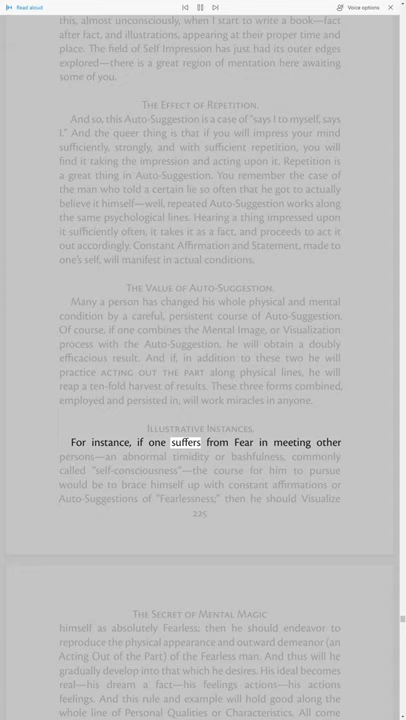 Read aloud
Voice options
this, almost unconsciously, when I start to write a book—fact
after fact, and illustrations, appearing at their proper time and
place. The field of Self Impression has just had its outer edges
explored—there is a great region of mentation here awaiting
some of you.
The Effect of Repetition.
And so, this Auto-Suggestion is a case of "says I to myself, says
I." And the queer thing is that if you will impress your mind
sufficiently, strongly, and with sufficient repetition, you will
find it taking the impression and acting upon it. Repetition is
a great thing in Auto-Suggestion. You remember the case of
the man who told a certain lie so often that he got to actually
believe it himself—well, repeated Auto-Suggestion works along
the same psychological lines. Hearing a thing impressed upon
it sufficiently often, it takes it as a fact, and proceeds to act it
out accordingly. Constant Affirmation and Statement, made to
one's self, will manifest in actual conditions.
The Value of Auto-Suggestion.
Many a person has changed his whole physical and mental
condition by a careful, persistent course of Auto-Suggestion.
Of course, if one combines the Mental Image, or Visualization
process with the Auto-Suggestion, he will obtain a doubly
efficacious result. And if, in addition to these two he will
practice acting out the part along physical lines, he will
reap a ten-fold harvest of results. These three forms combined,
employed and persisted in, will work miracles in anyone.
Illustrative Instances.
For instance, if one suffers from Fear in meeting other
persons—an abnormal timidity or bashfulness, commonly
called "self-consciousness"—the course for him to pursue
would be to brace himself up with constant affirmations or
Auto-Suggestions of "Fearlessness;" then he should Visualize
225
The Secret of Mental Magic
himself as absolutely Fearless; then he should endeavor to
reproduce the physical appearance and outward demeanor (an
Acting Out of the Part) of the Fearless man. And thus will he
gradually develop into that which he desires. His ideal becomes
real—his dream a fact—his feelings actions—his actions
feelings. And this rule and example will hold good along the
whole line of Personal Qualities or Characteristics. All come